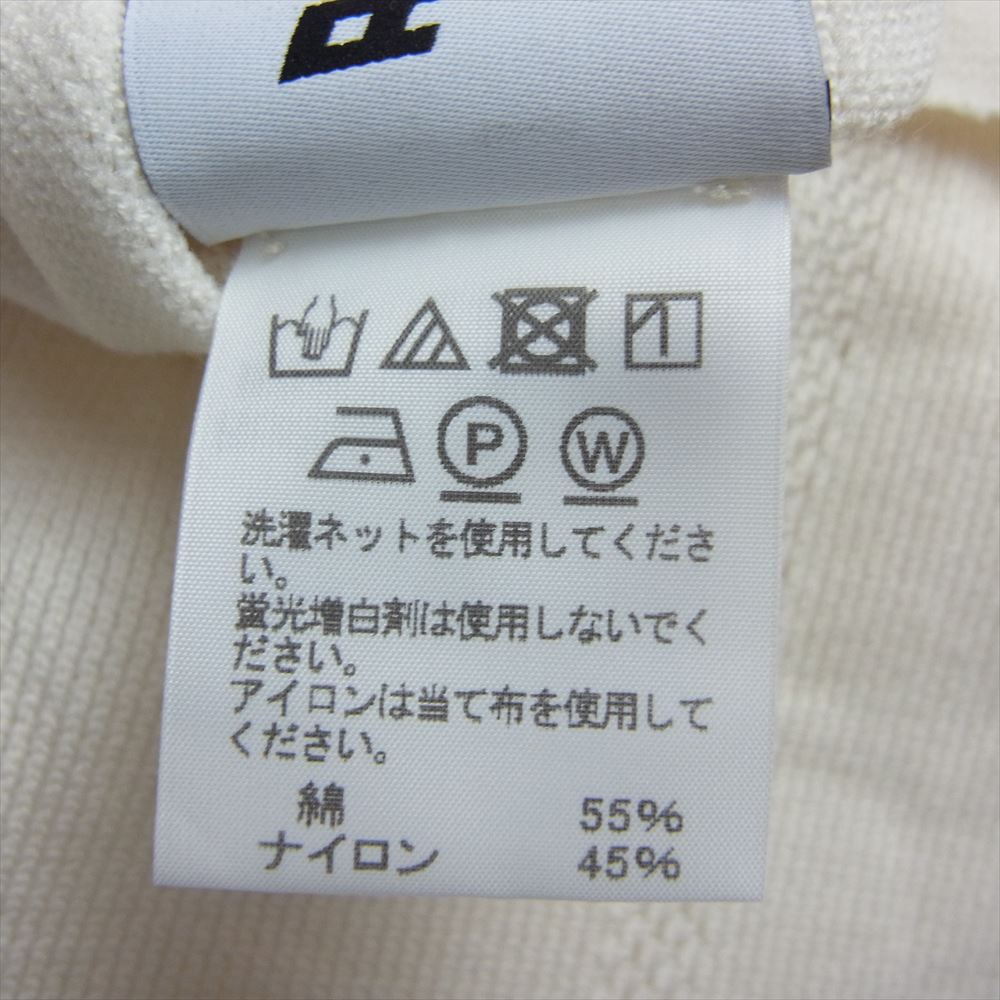 P W
洗濯ネットを使用してくださ
い。
蛍光増白剤は使用しないでく
ださい。
アイロンは当て布を使用して
ください。
綿 55%
ナイロン 45%